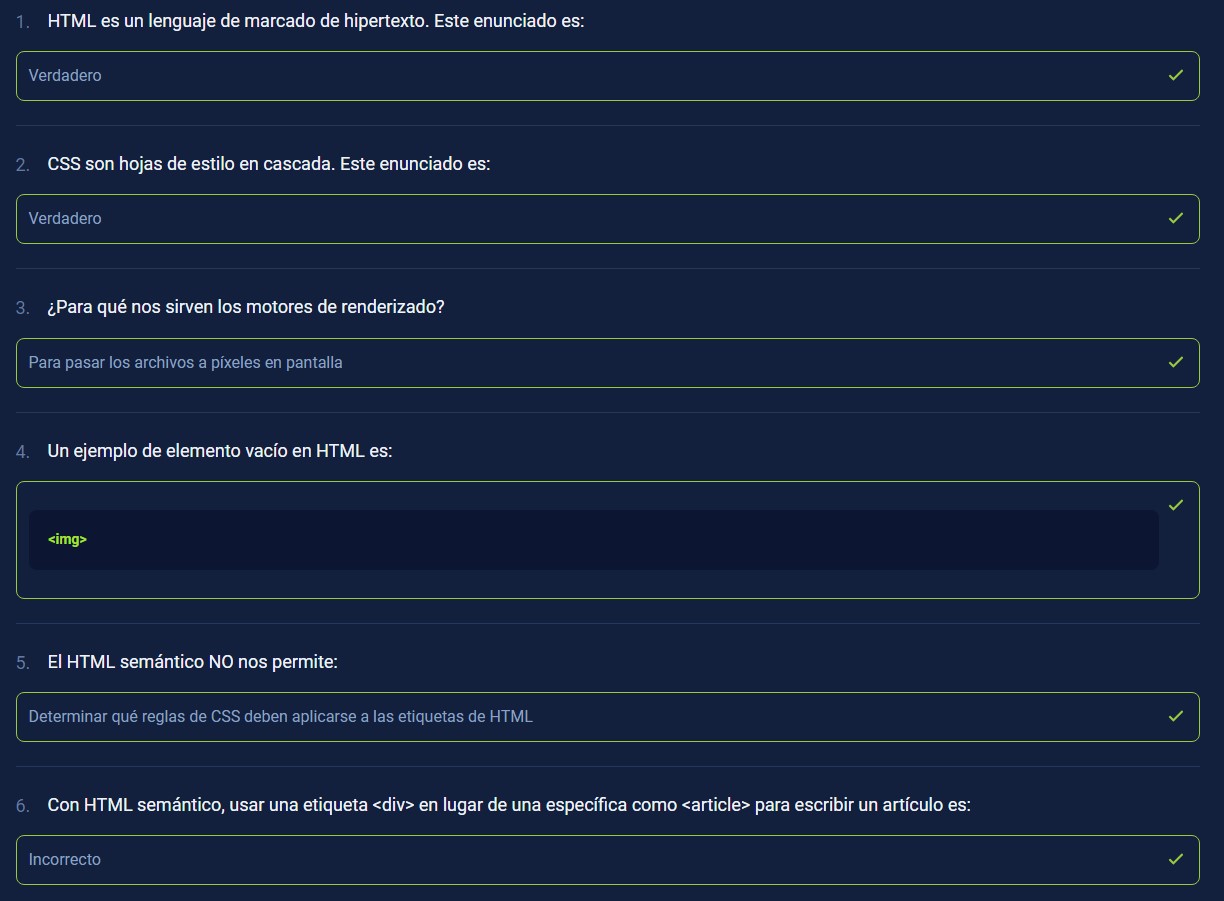 1. HTML es un lenguaje de marcado de hipertexto. Este enunciado es:
Verdadero
2. CSS son hojas de estilo en cascada. Este enunciado es:
Verdadero
3. ¿Para qué nos sirven los motores de renderizado?
Para pasar los archivos a píxeles en pantalla
4. Un ejemplo de elemento vacío en HTML es:
<img>
5. El HTML semántico NO nos permite:
Determinar qué reglas de CSS deben aplicarse a las etiquetas de HTML
6. Con HTML semántico, usar una etiqueta <div> en lugar de una específica como <article> para escribir un artículo es:
Incorrecto